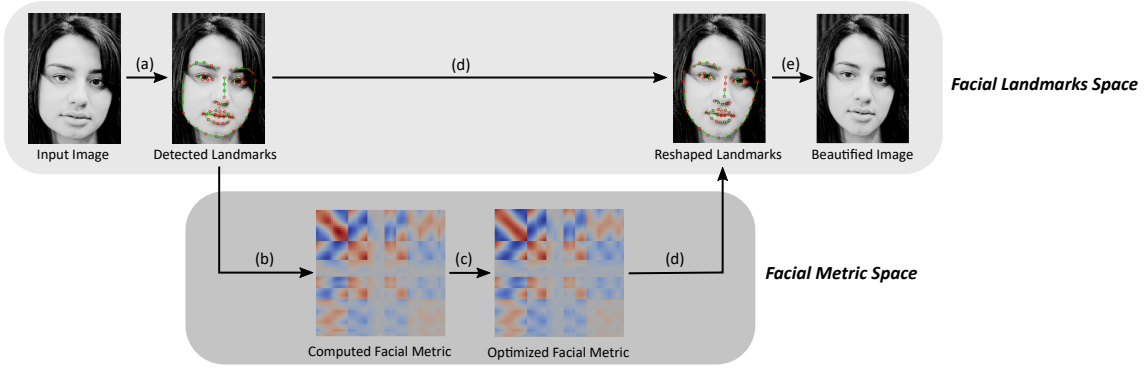 (a)
(d)
(e)
Facial Landmarks Space
Input Image
Detected Landmarks
Reshaped Landmarks
Beautified Image
(b)
(c)
(d)
Facial Metric Space
Computed Facial Metric
Optimized Facial Metric